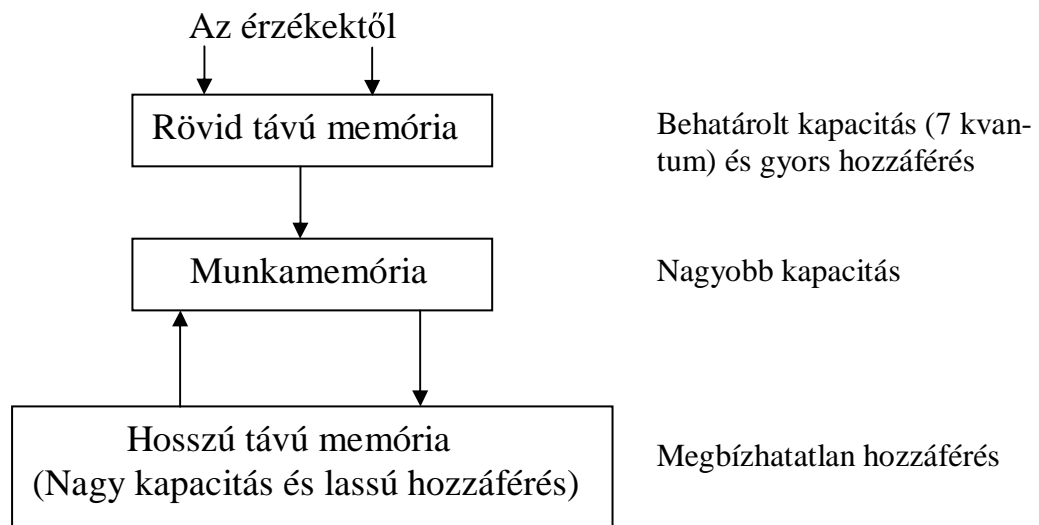 Az érzékektől
Rövid távú memória
Behatárolt kapacitás (7 kvan-
tum) és gyors hozzáférés
Munkamemória
Nagyobb kapacitás
Hosszú távú memória
(Nagy kapacitás és lassú hozzáférés)
Megbízhatatlan hozzáférés